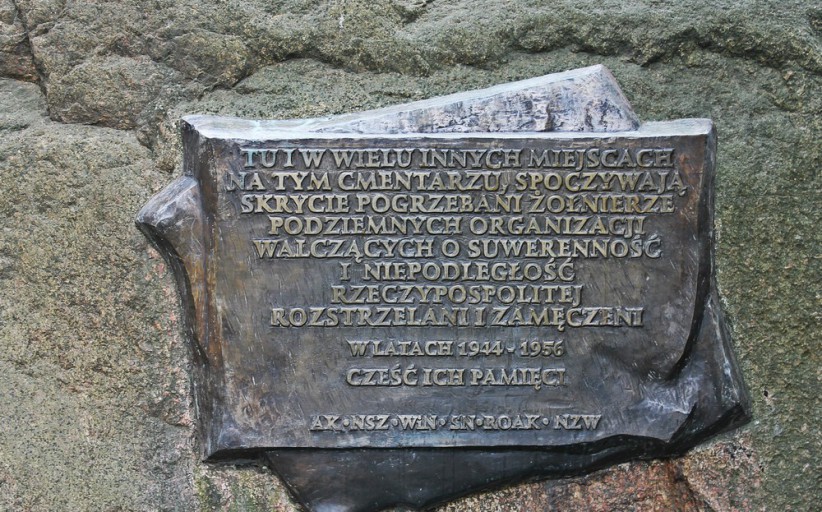 TU I W WIELU INNYCH MIEJSCACH
NA TYM CMENTARZU, SPOCZYWAJĄ
SKRYCIE POGRZEBANI ŻOŁNIERZE
PODZIEMNYCH ORGANIZACJI
WALCZĄCYCH O SUWERENNOŚĆ
I NIEPODLEGŁOŚĆ
RZECZYPOSPOLITEJ
ROZSTRZELANI I ZAMĘCZENI
W LATACH 1944 - 1956
CZEŚĆ ICH PAMIĘCI
AK • NSZ • WiN • SN • ROAK • NZW